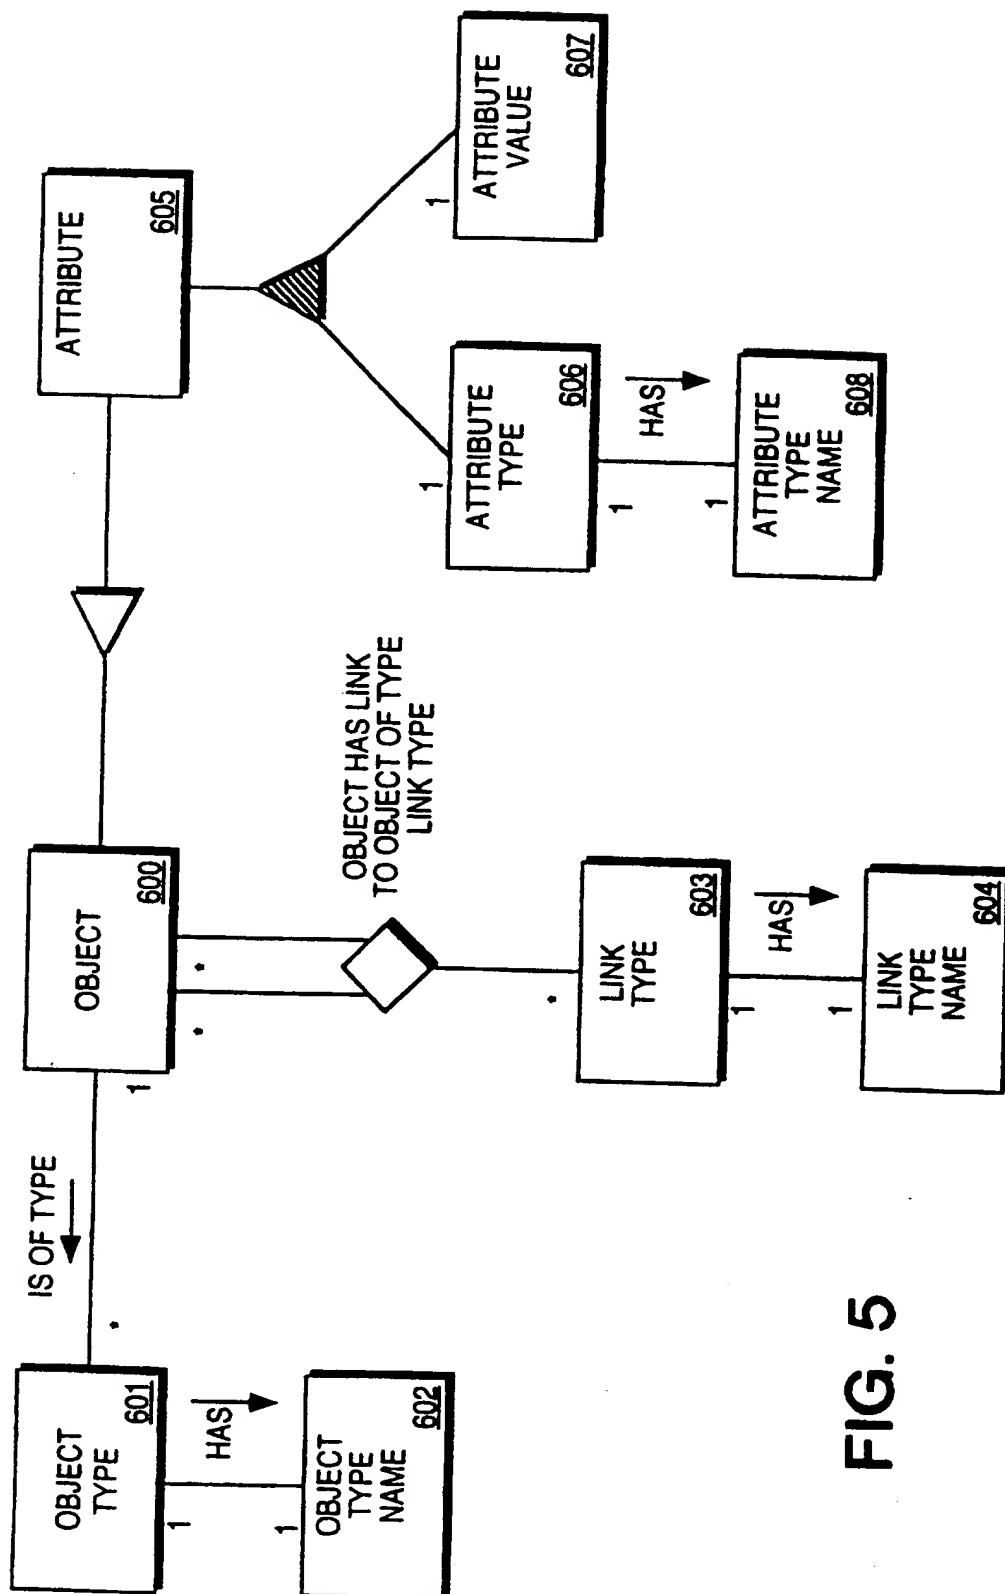 OBJECT
TYPE
601
*
IS OF TYPE
1
OBJECT
600
ATTRIBUTE
605
1
HAS
1
OBJECT
TYPE
NAME
602
*
*
OBJECT HAS LINK
TO OBJECT OF TYPE
LINK TYPE
*
LINK
TYPE
603
1
HAS
1
LINK
TYPE
NAME
604
1
ATTRIBUTE
TYPE
606
1
ATTRIBUTE
VALUE
607
1
HAS
1
ATTRIBUTE
TYPE
NAME
608
FIG. 5